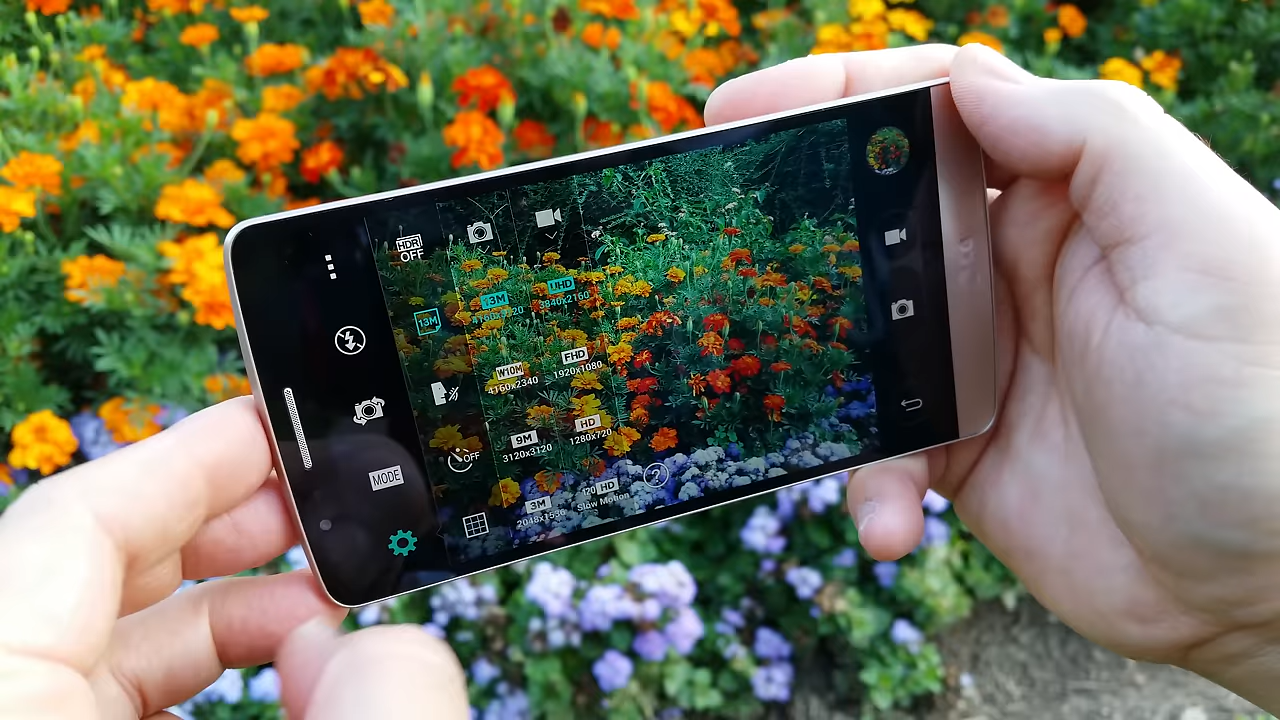 HDR
OFF
13M
13M
4160x3120
UHD
3840x2160
W10M
4160x2340
FHD
1920x1080
9M
3120x3120
HD
1280x720
3M
2048x1536
120 HD
Slow Motion
OFF
MODE
?